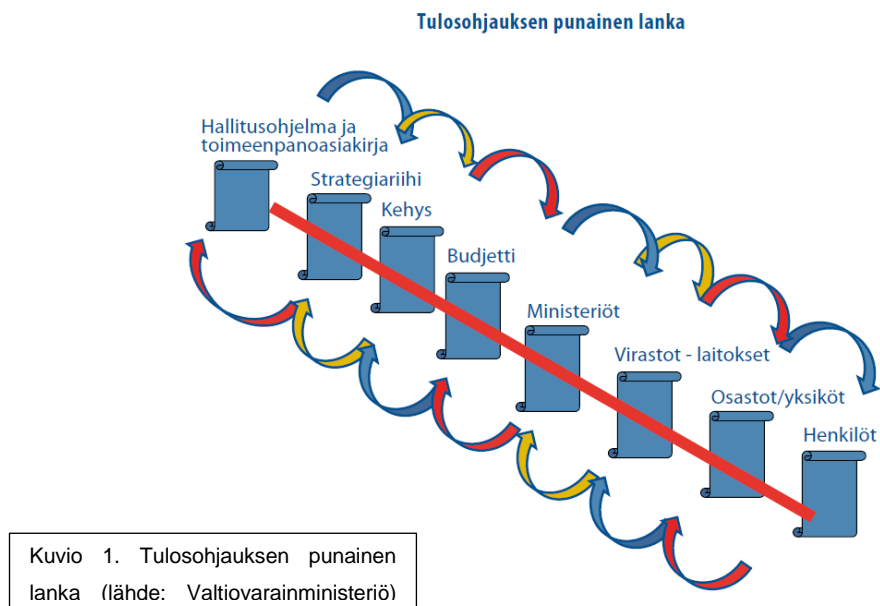 Tulosohjauksen punainen lanka
Hallitusohjelma ja
toimeenpanoasiakirja
Strategiariihi
Kehys
Budjetti
Ministeriöt
Virastot - laitokset
Osastot/yksiköt
Henkilöt
Kuvio 1. Tulosohjauksen punainen
lanka (lähde: Valtiovarainministeriö)